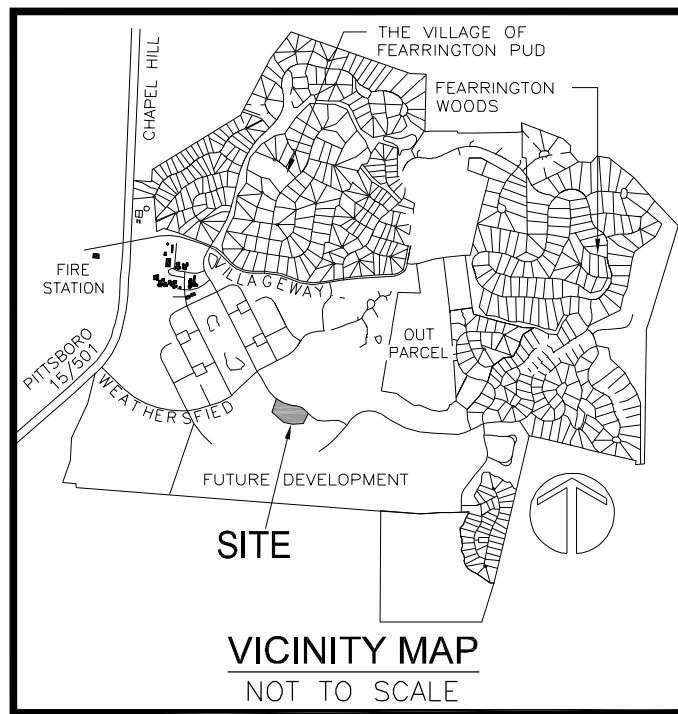 THE VILLAGE OF
FEARRINGTON PUD
CHAPEL HILL
FEARRINGTON
WOODS
FIRE
STATION
VILLAGEWAY
OUT
PARCEL
PITTSBORO
15/501
WEATHERSFIED
FUTURE DEVELOPMENT
SITE
VICINITY MAP
NOT TO SCALE